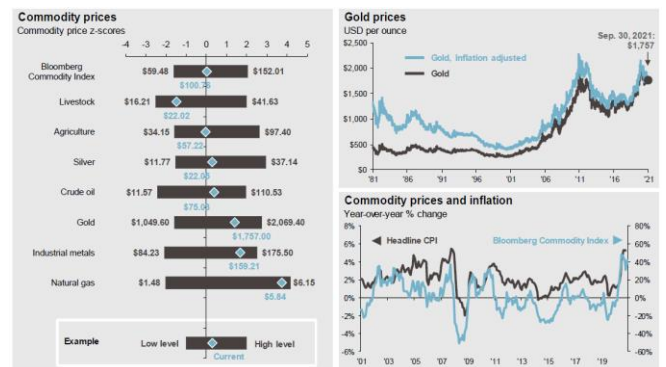 Commodity prices
Commodity price z-scores
-4 -3 -2 -1 0 1 2 3 4 5
Bloomberg
Commodity Index
$59.48 $152.01
$100.76
Livestock $16.21 $41.63
$22.02
Agriculture $34.15 $97.40
$57.22
Silver $11.77 $37.14
Crude oil $11.57 $110.53
Gold $1,049.60 $2,069.40
$1,757.00
Industrial metals $84.23 $175.50
$159.21
Natural gas $1.48 $6.15
Example Low level High level
Current
Gold prices
USD per ounce
Sep. 30, 2021:
$1,757
$2,500
$2,000
$1,500
$1,000
$500
$0
Gold, Inflation adjusted
Gold
'81 '86 '91 '96 '01 '06 '11 '16 '21
Commodity prices and inflation
Year-over-year % change
8% 80%
6% 60%
4% 40%
2% 20%
0% 0%
-2% -20%
-4% -40%
-6% -60%
Headline CPI Bloomberg Commodity Index
'01 '03 '05 '07 '09 '11 '13 '15 '17 '19